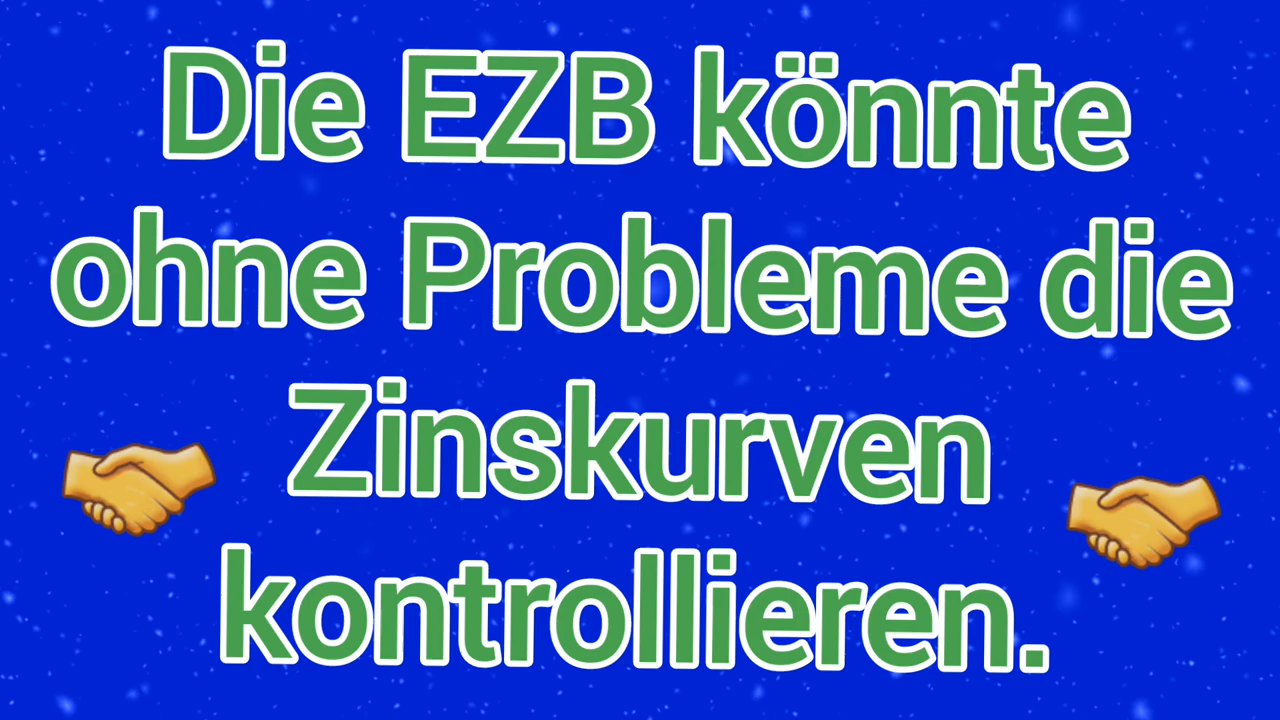 Die EZB könnte
ohne Probleme die
Zinskurven
kontrollieren.